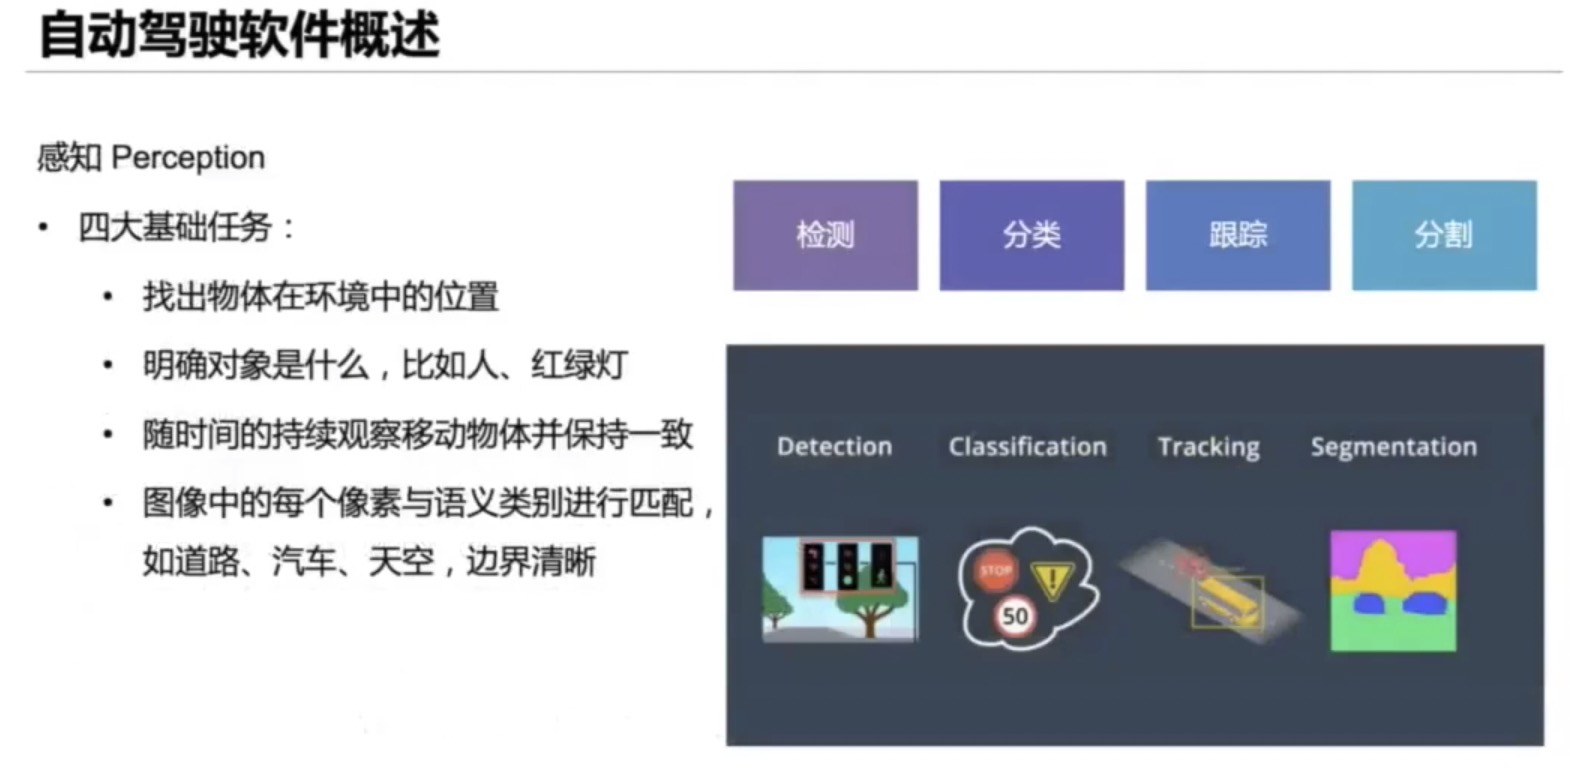 自动驾驶软件概述
感知 Perception
• 四大基础任务：
• 找出物体在环境中的位置
• 明确对象是什么，比如人、红绿灯
• 随时间的持续观察移动物体并保持一致
• 图像中的每个像素与语义类别进行匹配，
如道路、汽车、天空，边界清晰
检测 分类 跟踪 分割
Detection Classification Tracking Segmentation
STOP
!
50